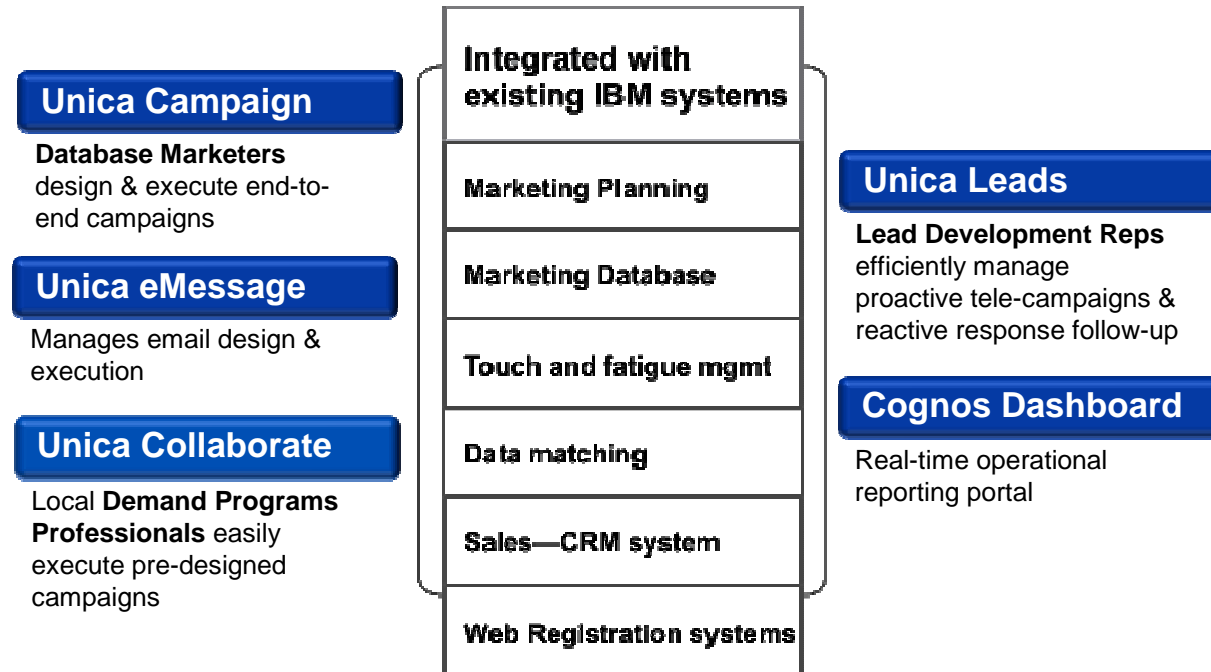 Unica Campaign
Database Marketers
design & execute end-to-
end campaigns
Unica eMessage
Manages email design &
execution
Unica Collaborate
Local Demand Programs
Professionals easily
execute pre-designed
campaigns
Integrated with
existing IBM systems
Marketing Planning
Marketing Database
Touch and fatigue mgmt
Data matching
Sales—CRM system
Web Registration systems
Unica Leads
Lead Development Reps
efficiently manage
proactive tele-campaigns &
reactive response follow-up
Cognos Dashboard
Real-time operational
reporting portal